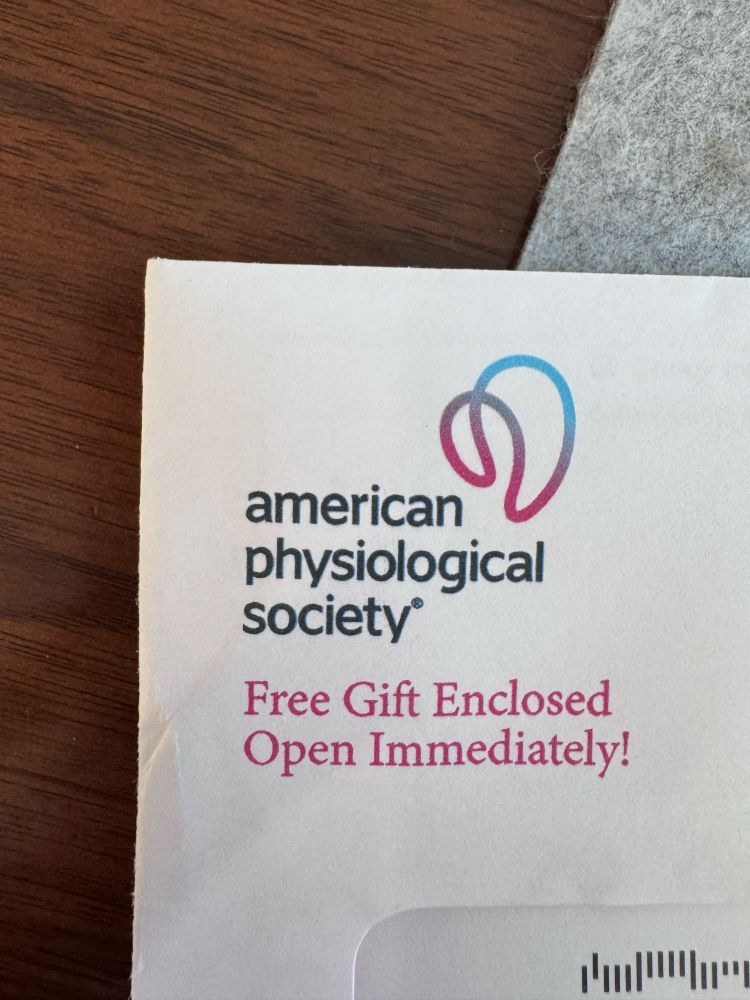 american
physiological
society®
Free Gift Enclosed
Open Immediately!